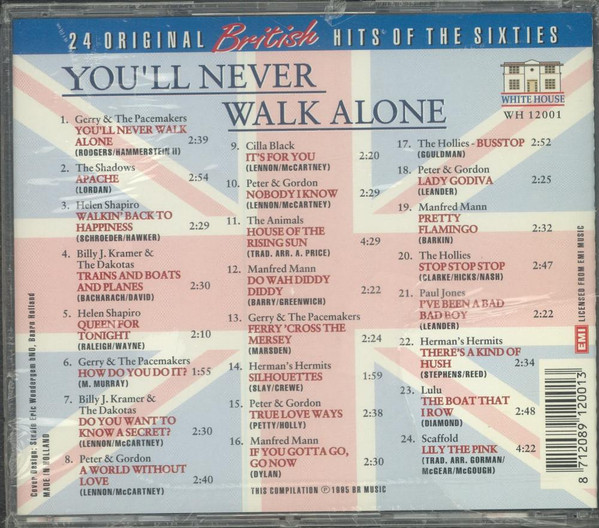 24 ORIGINAL British HITS OF THE SIXTIES
YOU'LL NEVER
WALK ALONE
WHITE HOUSE
WH 12001
1. Gerry & The Pacemakers
YOU'LL NEVER WALK
ALONE 2:39
(RODGERS/HAMMERSTEIN II)
2. The Shadows
APACHE 2:54
(LORDAN)
3. Helen Shapiro
WALKIN' BACK TO
HAPPINESS 2:29
(SCHROEDER/HAWKER)
4. Billy J. Kramer &
The Dakotas
TRAINS AND BOATS
AND PLANES 2:30
(BACHARACH/DAVID)
5. Helen Shapiro
QUEEN FOR
TONIGHT 2:10
(RALEIGH/WAYNE)
6. Gerry & The Pacemakers
HOW DO YOU DO IT? 1:55
(M. MURRAY)
7. Billy J. Kramer &
The Dakotas
DO YOU WANT TO
KNOW A SECRET? 2:30
(LENNON/McCARTNEY)
8. Peter & Gordon
A WORLD WITHOUT
LOVE 2:40
(LENNON/McCARTNEY)
9. Cilla Black
IT'S FOR YOU 2:20
(LENNON/McCARTNEY)
10. Peter & Gordon
NOBODY I KNOW 2:29
(LENNON/McCARTNEY)
11. The Animals
HOUSE OF THE
RISING SUN 4:29
(TRAD. ARR. A. PRICE)
12. Manfred Mann
DO WAH DIDDY
DIDDY 2:22
(BARRY/GREENWICH)
13. Gerry & The Pacemakers
FERRY 'CROSS THE
MERSEY 2:24
(MARSDEN)
14. Herman's Hermits
SILHOUETTES 1:59
(SLAY/CREWE)
15. Peter & Gordon
TRUE LOVE WAYS 2:38
(PETTY/HOLLY)
16. Manfred Mann
IF YOU GOTTA GO,
GO NOW 2:30
(DYLAN)
17. The Hollies - BUSSTOP 2:52
(GOULDMAN)
18. Peter & Gordon
LADY GODIVA 2:25
(LEANDER)
19. Manfred Mann
PRETTY
FLAMINGO 2:32
(BARKIN)
20. The Hollies
STOP STOP STOP 2:47
(CLARKE/HICKS/NASH)
21. Paul Jones
I'VE BEEN A BAD
BAD BOY 2:22
(LEANDER)
22. Herman's Hermits
THERE'S A KIND OF
HUSH 2:34
(STEPHENS/REED)
23. Lulu
THE BOAT THAT
I ROW 2:48
(DIAMOND)
24. Scaffold
LILY THE PINK 4:22
(TRAD. ARR. GORMAN/
McGEAR/McGOUGH)
THIS COMPILATION ℗ 1995 BR MUSIC
Cover Design: Studio Eric Wondergem BND, Baarn Holland
MADE IN HOLLAND
EMI LICENSED FROM EMI MUSIC
8 712089 120013